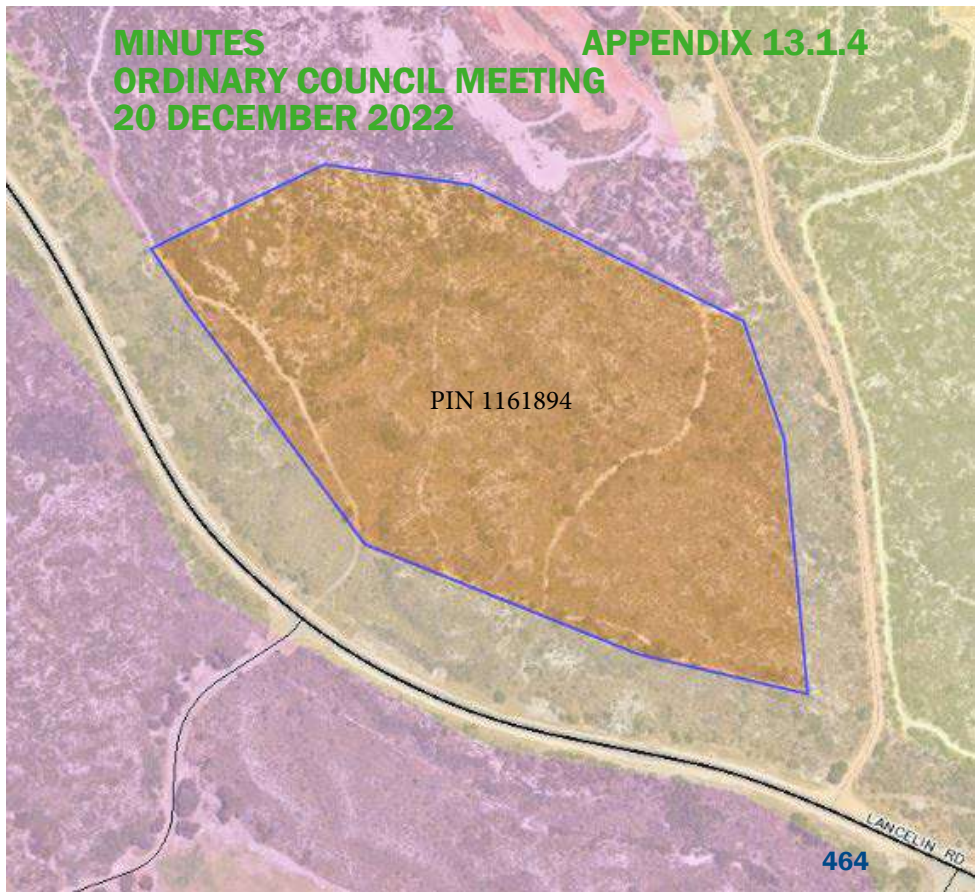 MINUTES APPENDIX 13.1.4
ORDINARY COUNCIL MEETING
20 DECEMBER 2022
PIN 1161894
LANCELIN RD
464